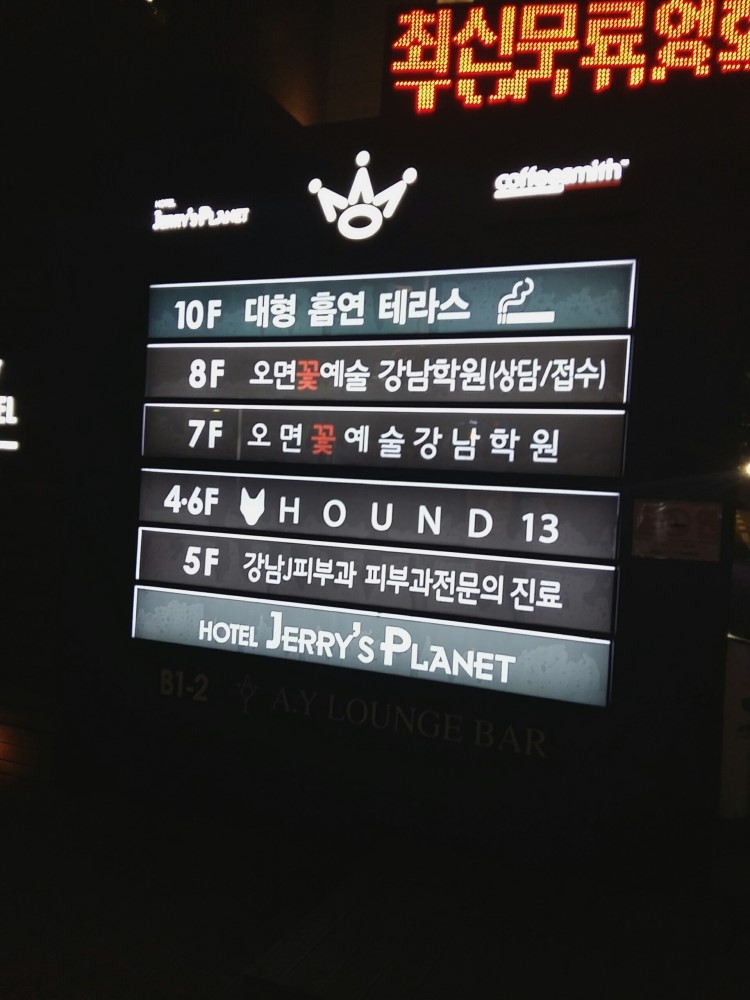 최신무료영화
HOTEL
JERRY'S PLANET
coffeesmith
10F 대형 흡연 테라스
8F 오면꽃예술 강남학원(상담/접수)
7F 오면꽃예술강남학원
4·6F HOUND 13
5F 강남J피부과 피부과전문의 진료
HOTEL JERRY'S PLANET
B1-2 A.Y LOUNGE BAR
EL